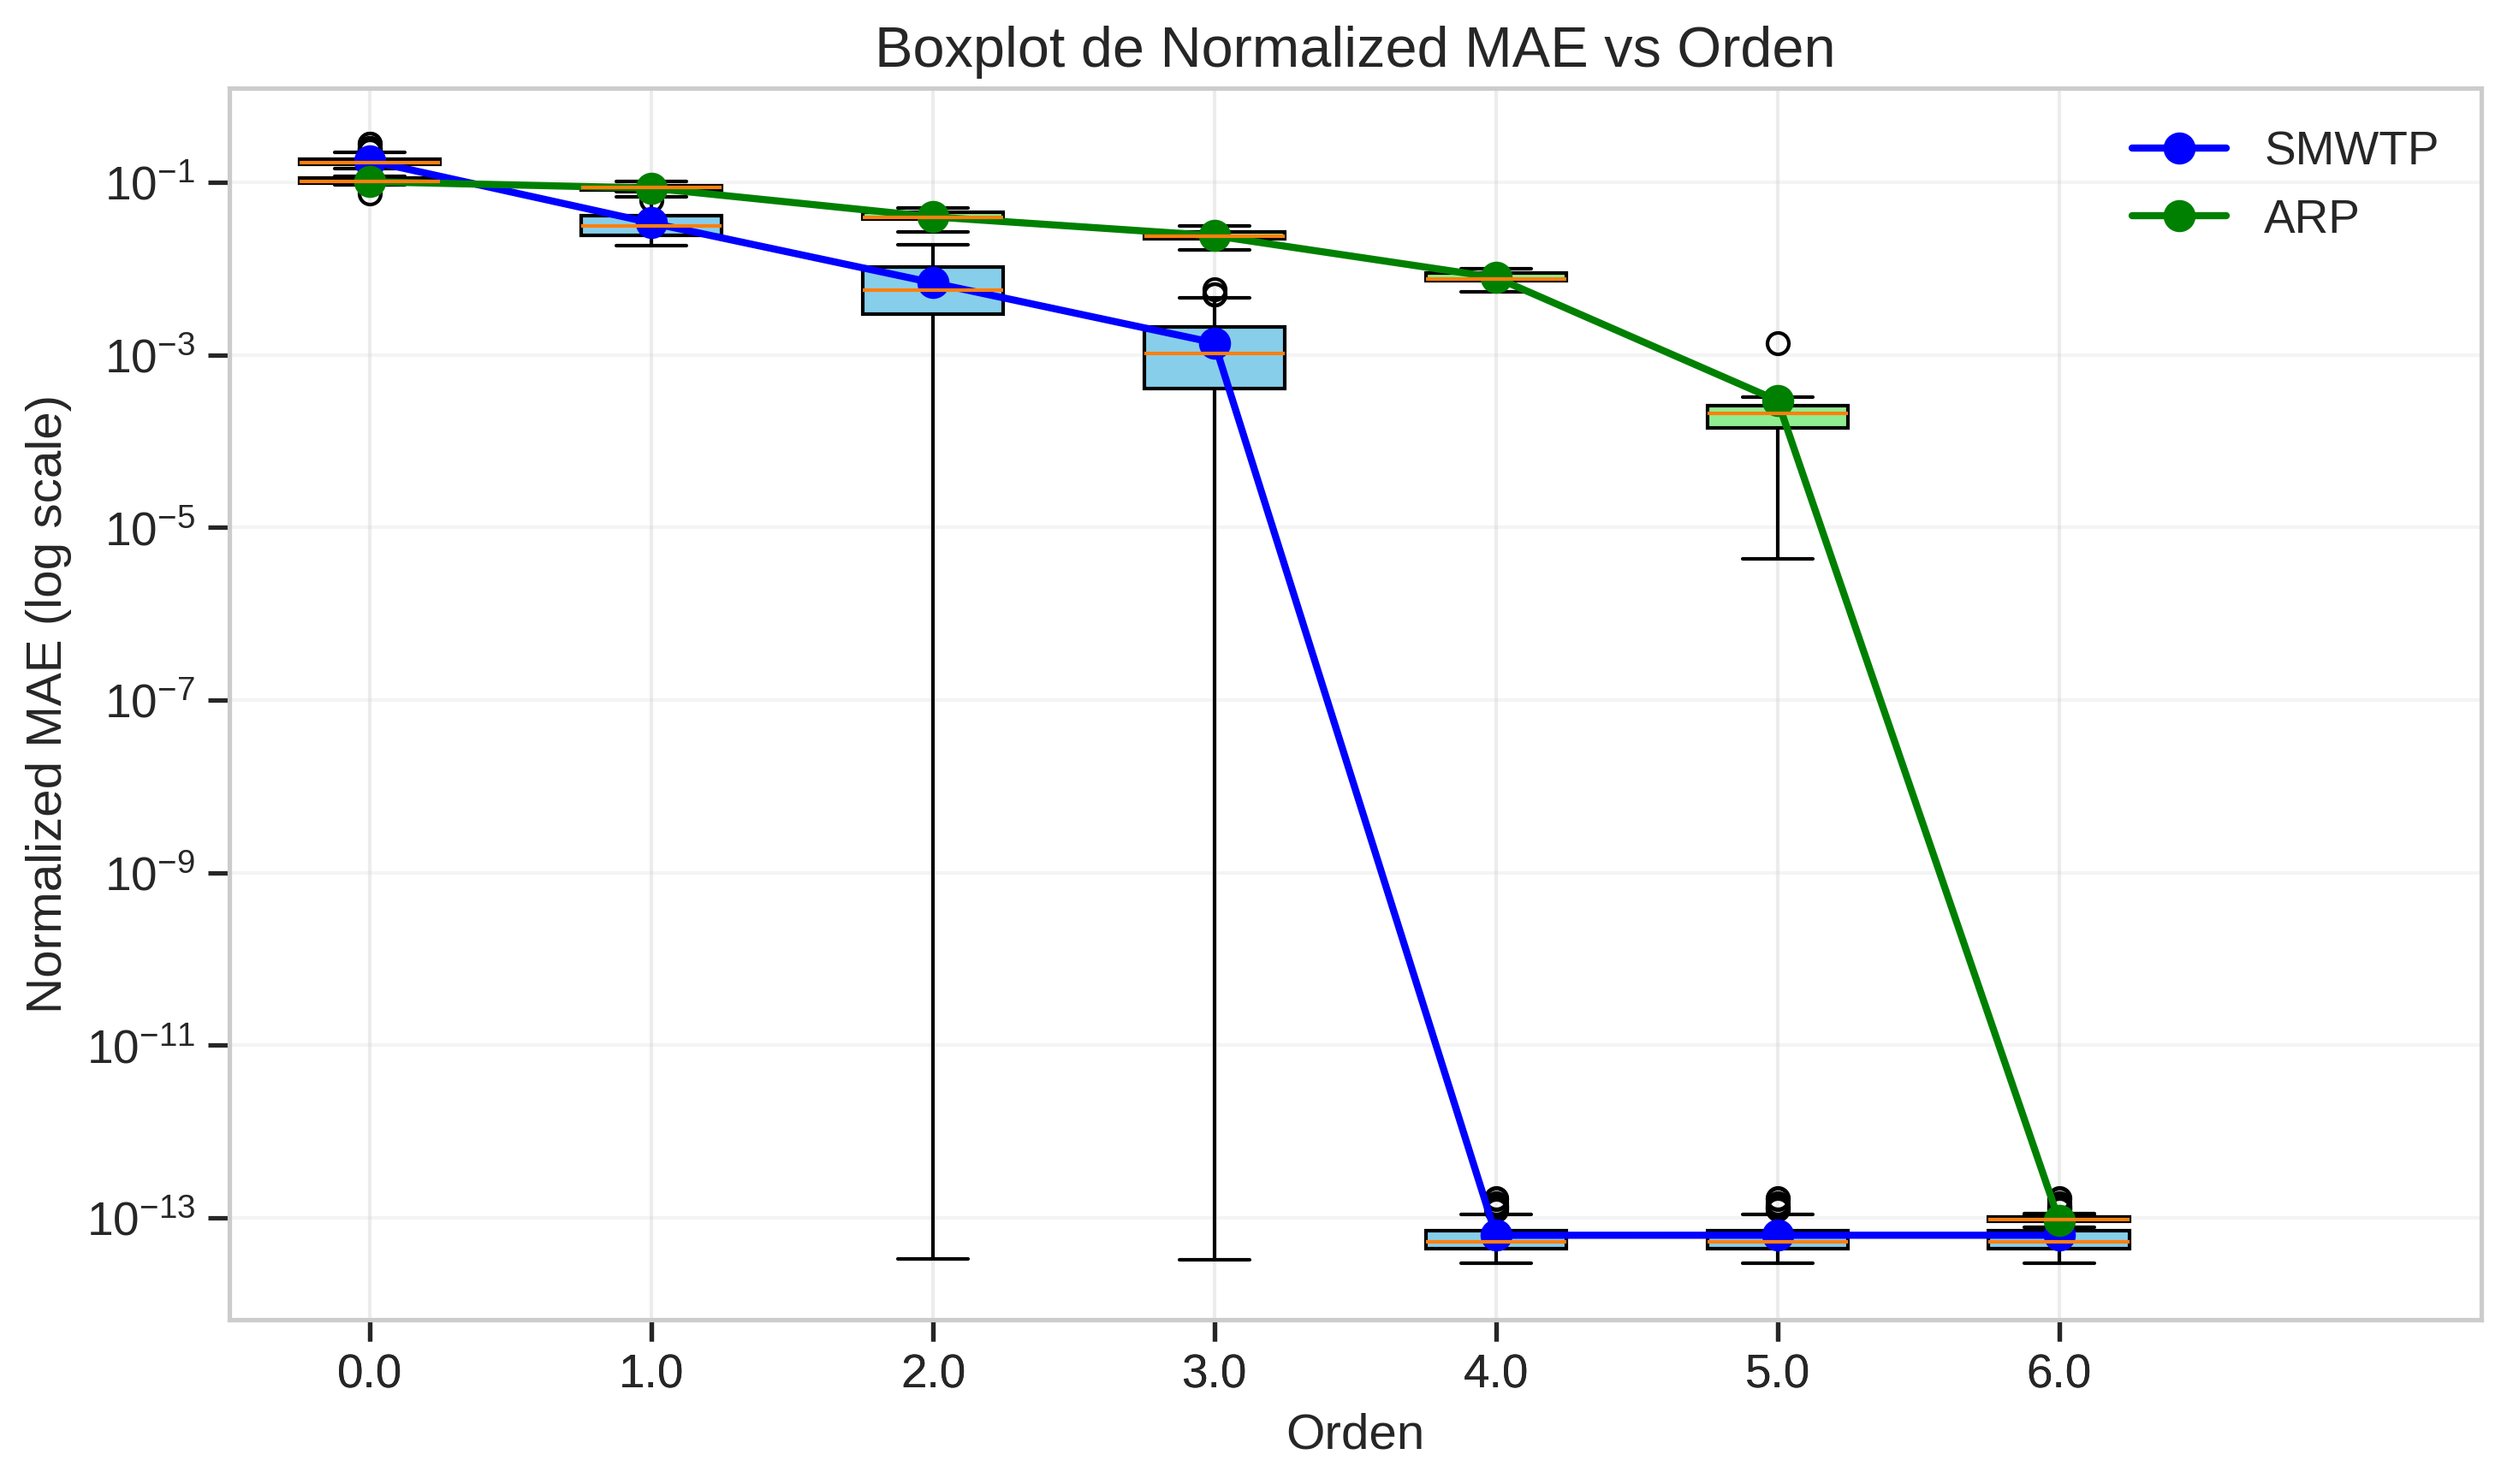 Boxplot de Normalized MAE vs Orden
SMWTP
ARP
Normalized MAE (log scale)
10⁻¹
10⁻³
10⁻⁵
10⁻⁷
10⁻⁹
10⁻¹¹
10⁻¹³
0.0 1.0 2.0 3.0 4.0 5.0 6.0
Orden